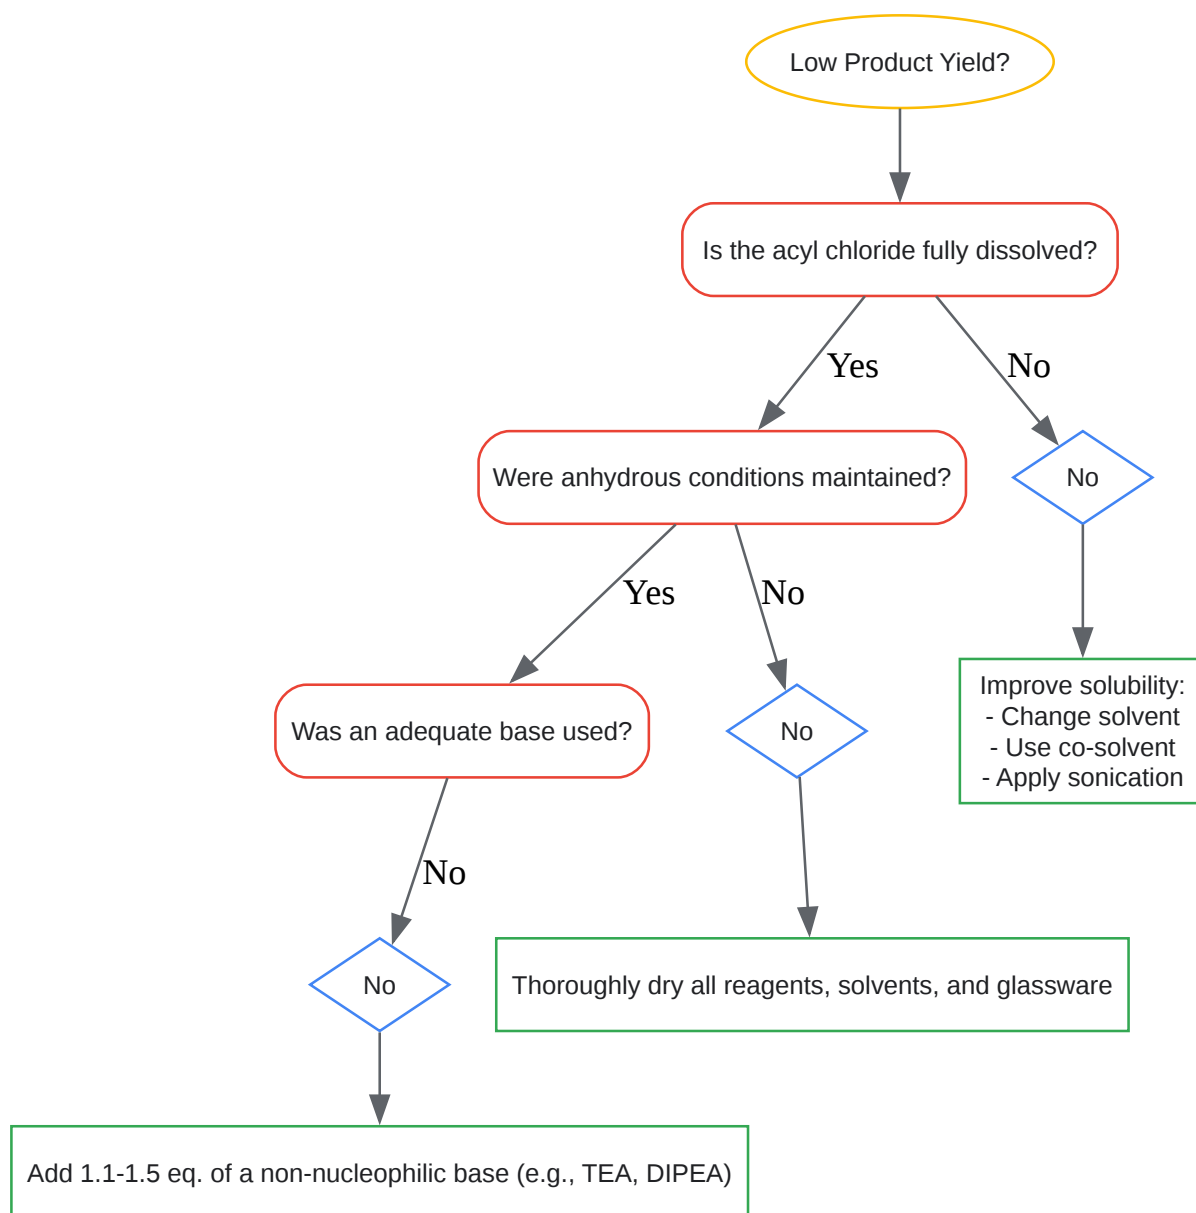 Low Product Yield?
Is the acyl chloride fully dissolved?
Yes
No
Were anhydrous conditions maintained?
No
Yes
No
Improve solubility:
- Change solvent
- Use co-solvent
- Apply sonication
Was an adequate base used?
No
No
Thoroughly dry all reagents, solvents, and glassware
No
Add 1.1-1.5 eq. of a non-nucleophilic base (e.g., TEA, DIPEA)